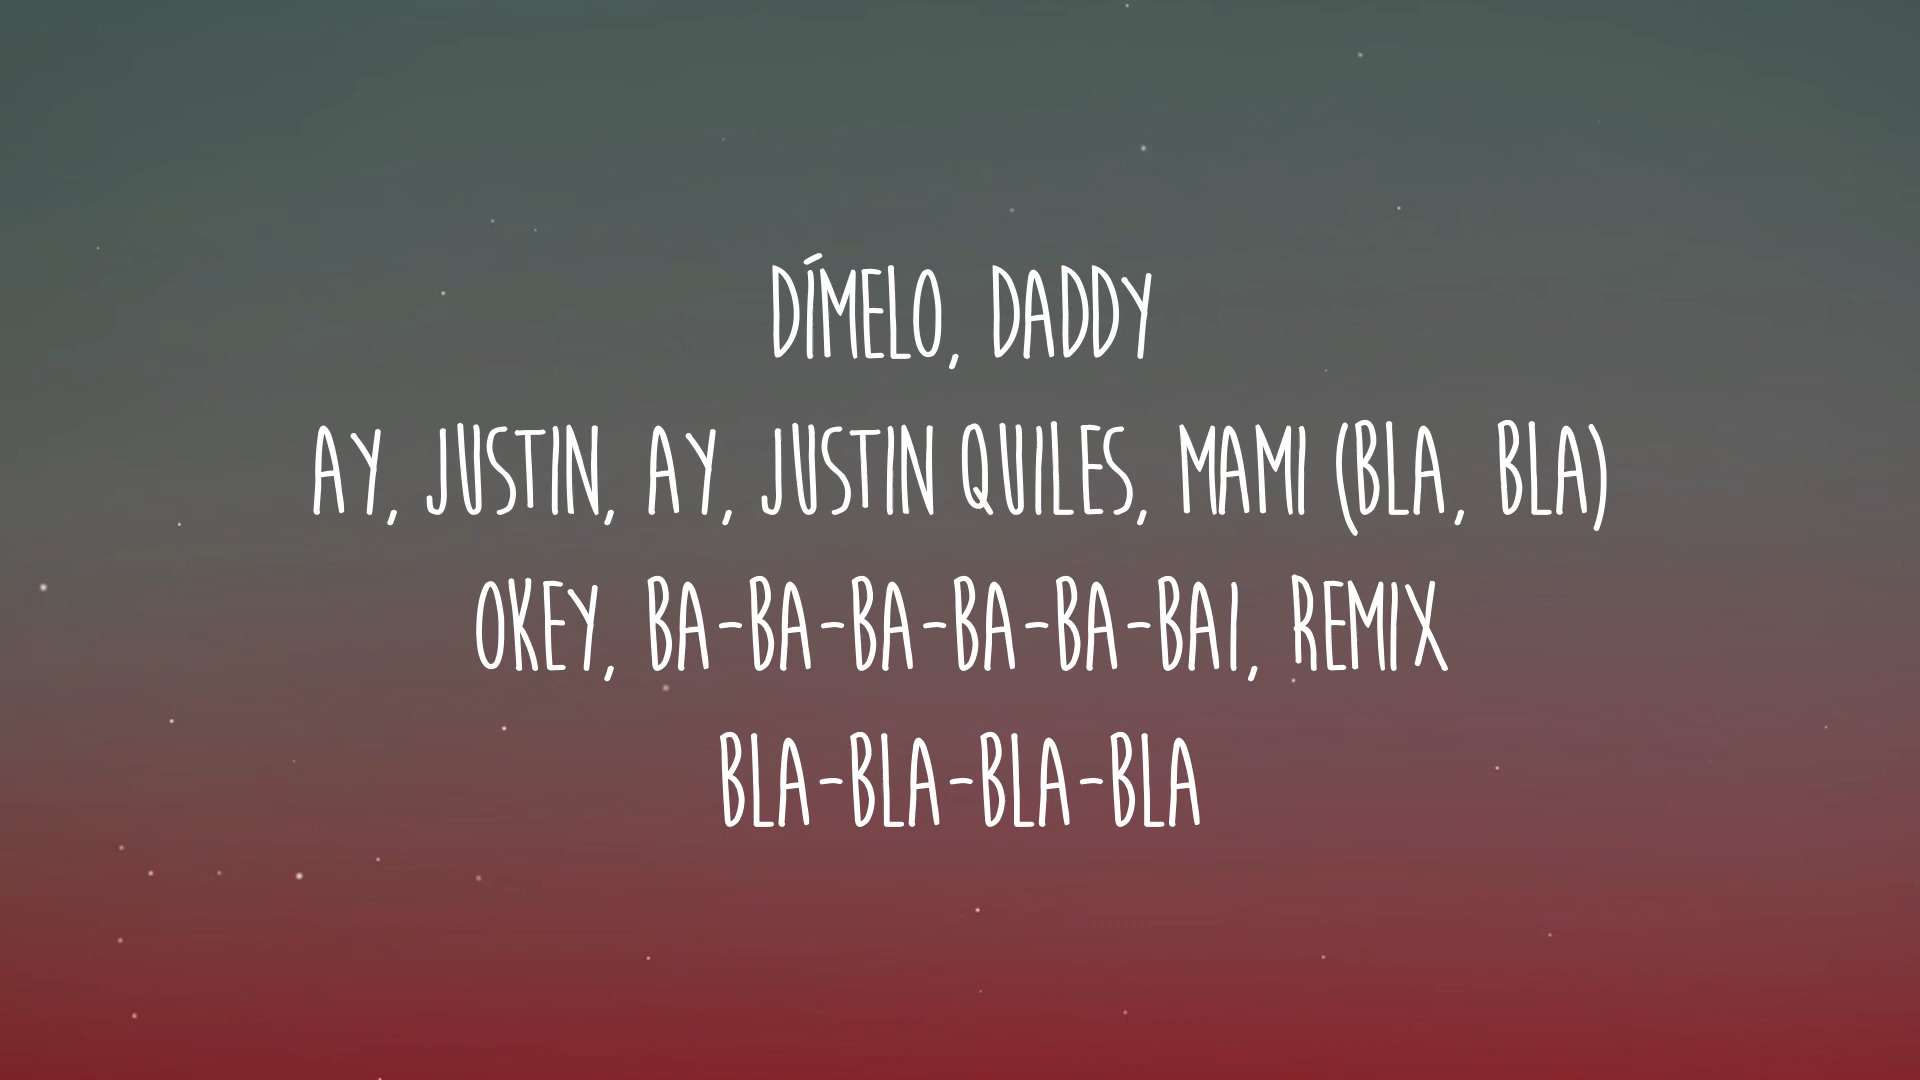 DÍMELO, DADDY
AY, JUSTIN, AY, JUSTIN QUILES, MAMI (BLA, BLA)
OKEY, BA-BA-BA-BA-BA-BAI, REMIX
BLA-BLA-BLA-BLA